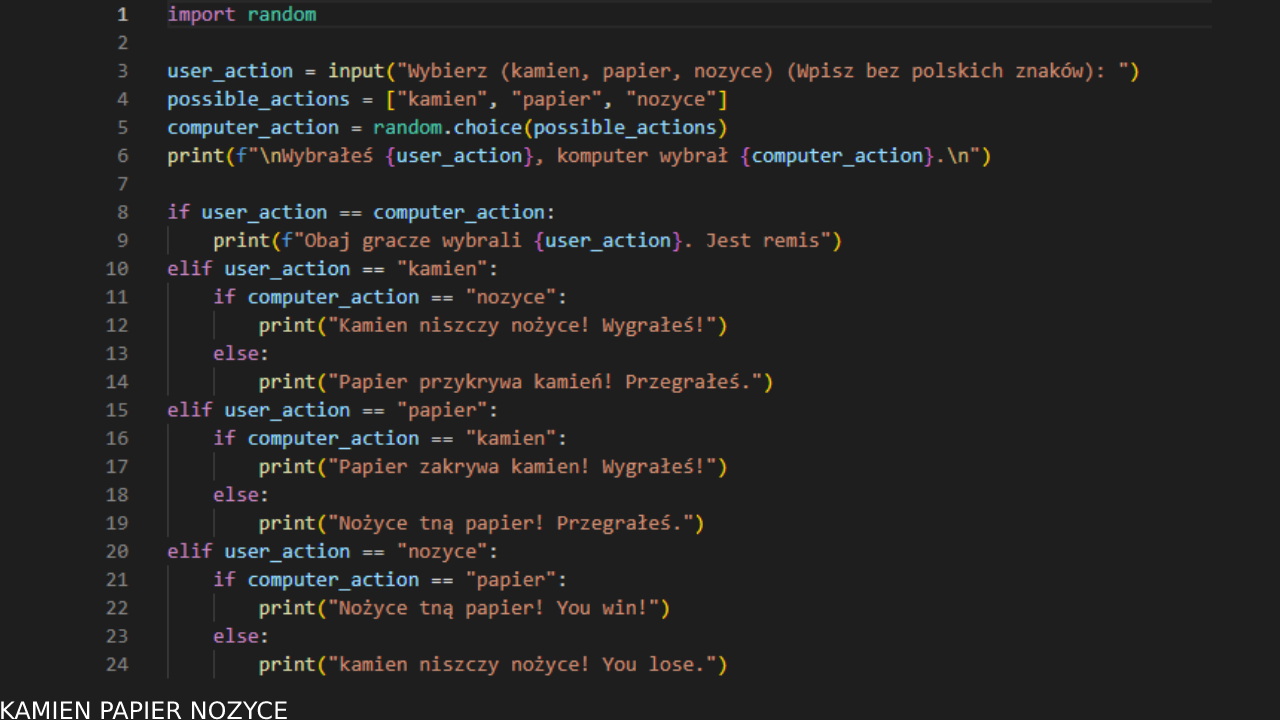 1 import random
2
3 user_action = input("Wybierz (kamien, papier, nozyce) (Wpisz bez polskich znaków): ")
4 possible_actions = ["kamien", "papier", "nozyce"]
5 computer_action = random.choice(possible_actions)
6 print(f"\nWybrałeś {user_action}, komputer wybrał {computer_action}.\n")
7
8 if user_action == computer_action:
9     print(f"Obaj gracze wybrali {user_action}. Jest remis")
10 elif user_action == "kamien":
11     if computer_action == "nozyce":
12         print("Kamien niszczy nożyce! Wygrałeś!")
13     else:
14         print("Papier przykrywa kamień! Przegrałeś.")
15 elif user_action == "papier":
16     if computer_action == "kamien":
17         print("Papier zakrywa kamien! Wygrałeś!")
18     else:
19         print("Nożyce tną papier! Przegrałeś.")
20 elif user_action == "nozyce":
21     if computer_action == "papier":
22         print("Nożyce tną papier! You win!")
23     else:
24         print("kamien niszczy nożyce! You lose.")
KAMIEN PAPIER NOZYCE